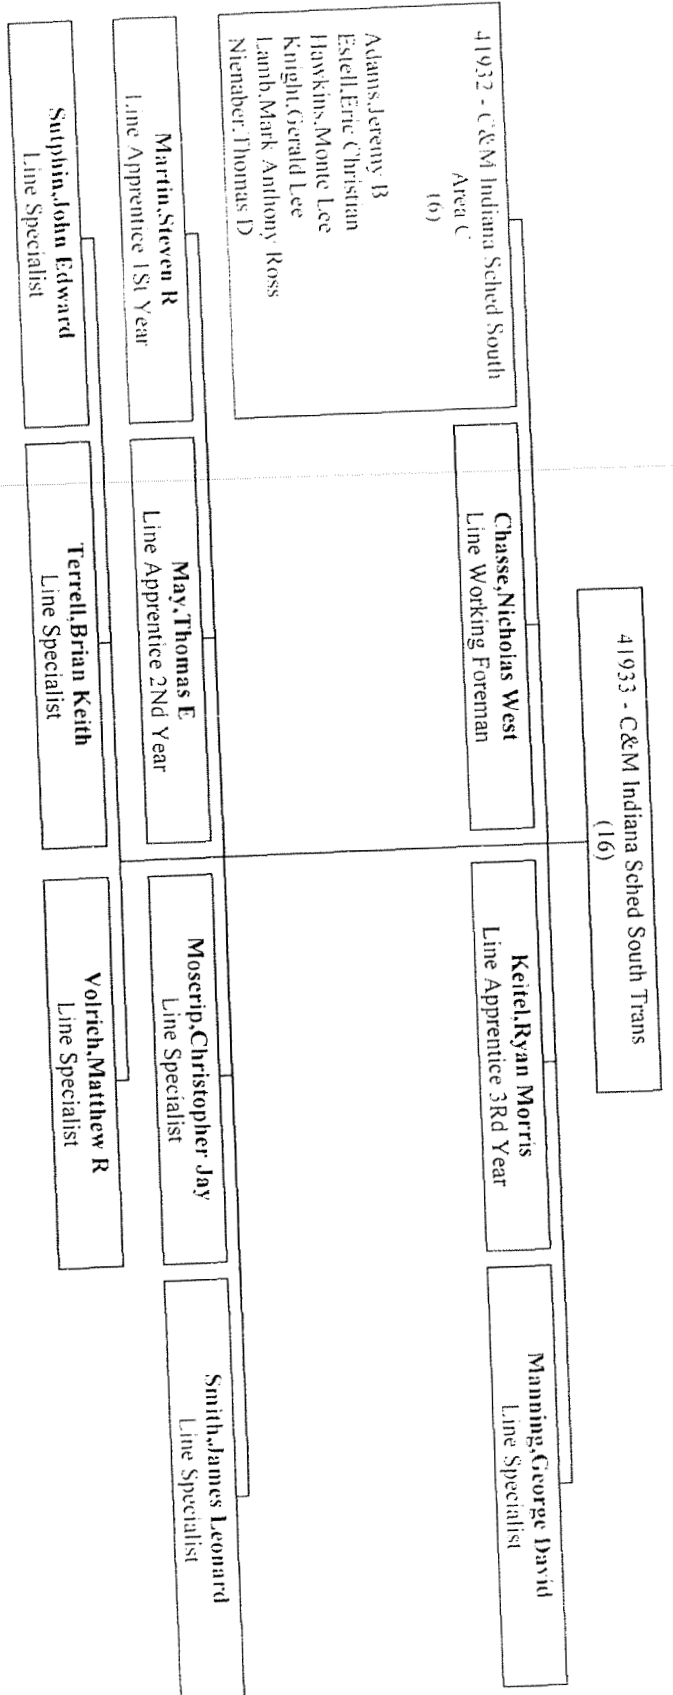 41933 - C&M Indiana Sched South Trans
(16)
41932 - C&M Indiana Sched South
Area C
(6)
Adams,Jeremy B
Estell,Eric Christian
Hawkins,Monte Lee
Knight,Gerald Lee
Lamb,Mark Anthony Ross
Nienaber,Thomas D
Chasse,Nicholas West
Line Working Foreman
Keitel,Ryan Morris
Line Apprentice 3Rd Year
Manning,George David
Line Specialist
Martin,Steven R
Line Apprentice 1St Year
May,Thomas E
Line Apprentice 2Nd Year
Moscrip,Christopher Jay
Line Specialist
Smith,James Leonard
Line Specialist
Sutphin,John Edward
Line Specialist
Terrell,Brian Keith
Line Specialist
Volrich,Matthew R
Line Specialist